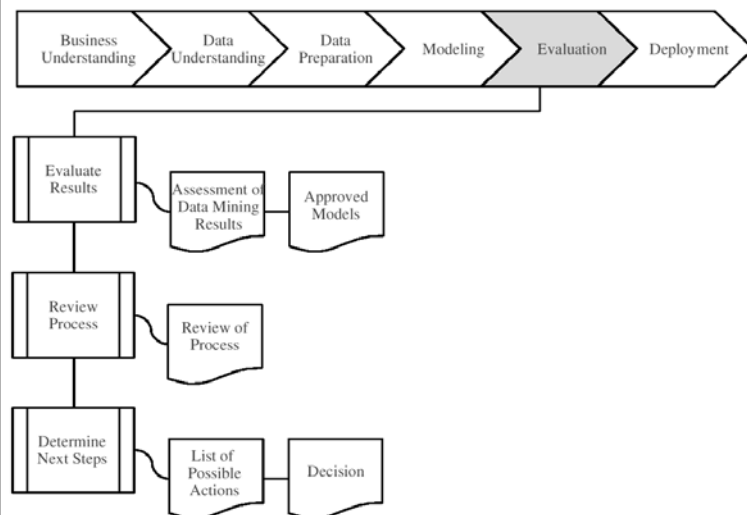 Business
Understanding
Data
Understanding
Data
Preparation
Modeling
Evaluation
Deployment
Evaluate
Results
Assessment of
Data Mining
Results
Approved
Models
Review
Process
Review of
Process
Determine
Next Steps
List of
Possible
Actions
Decision